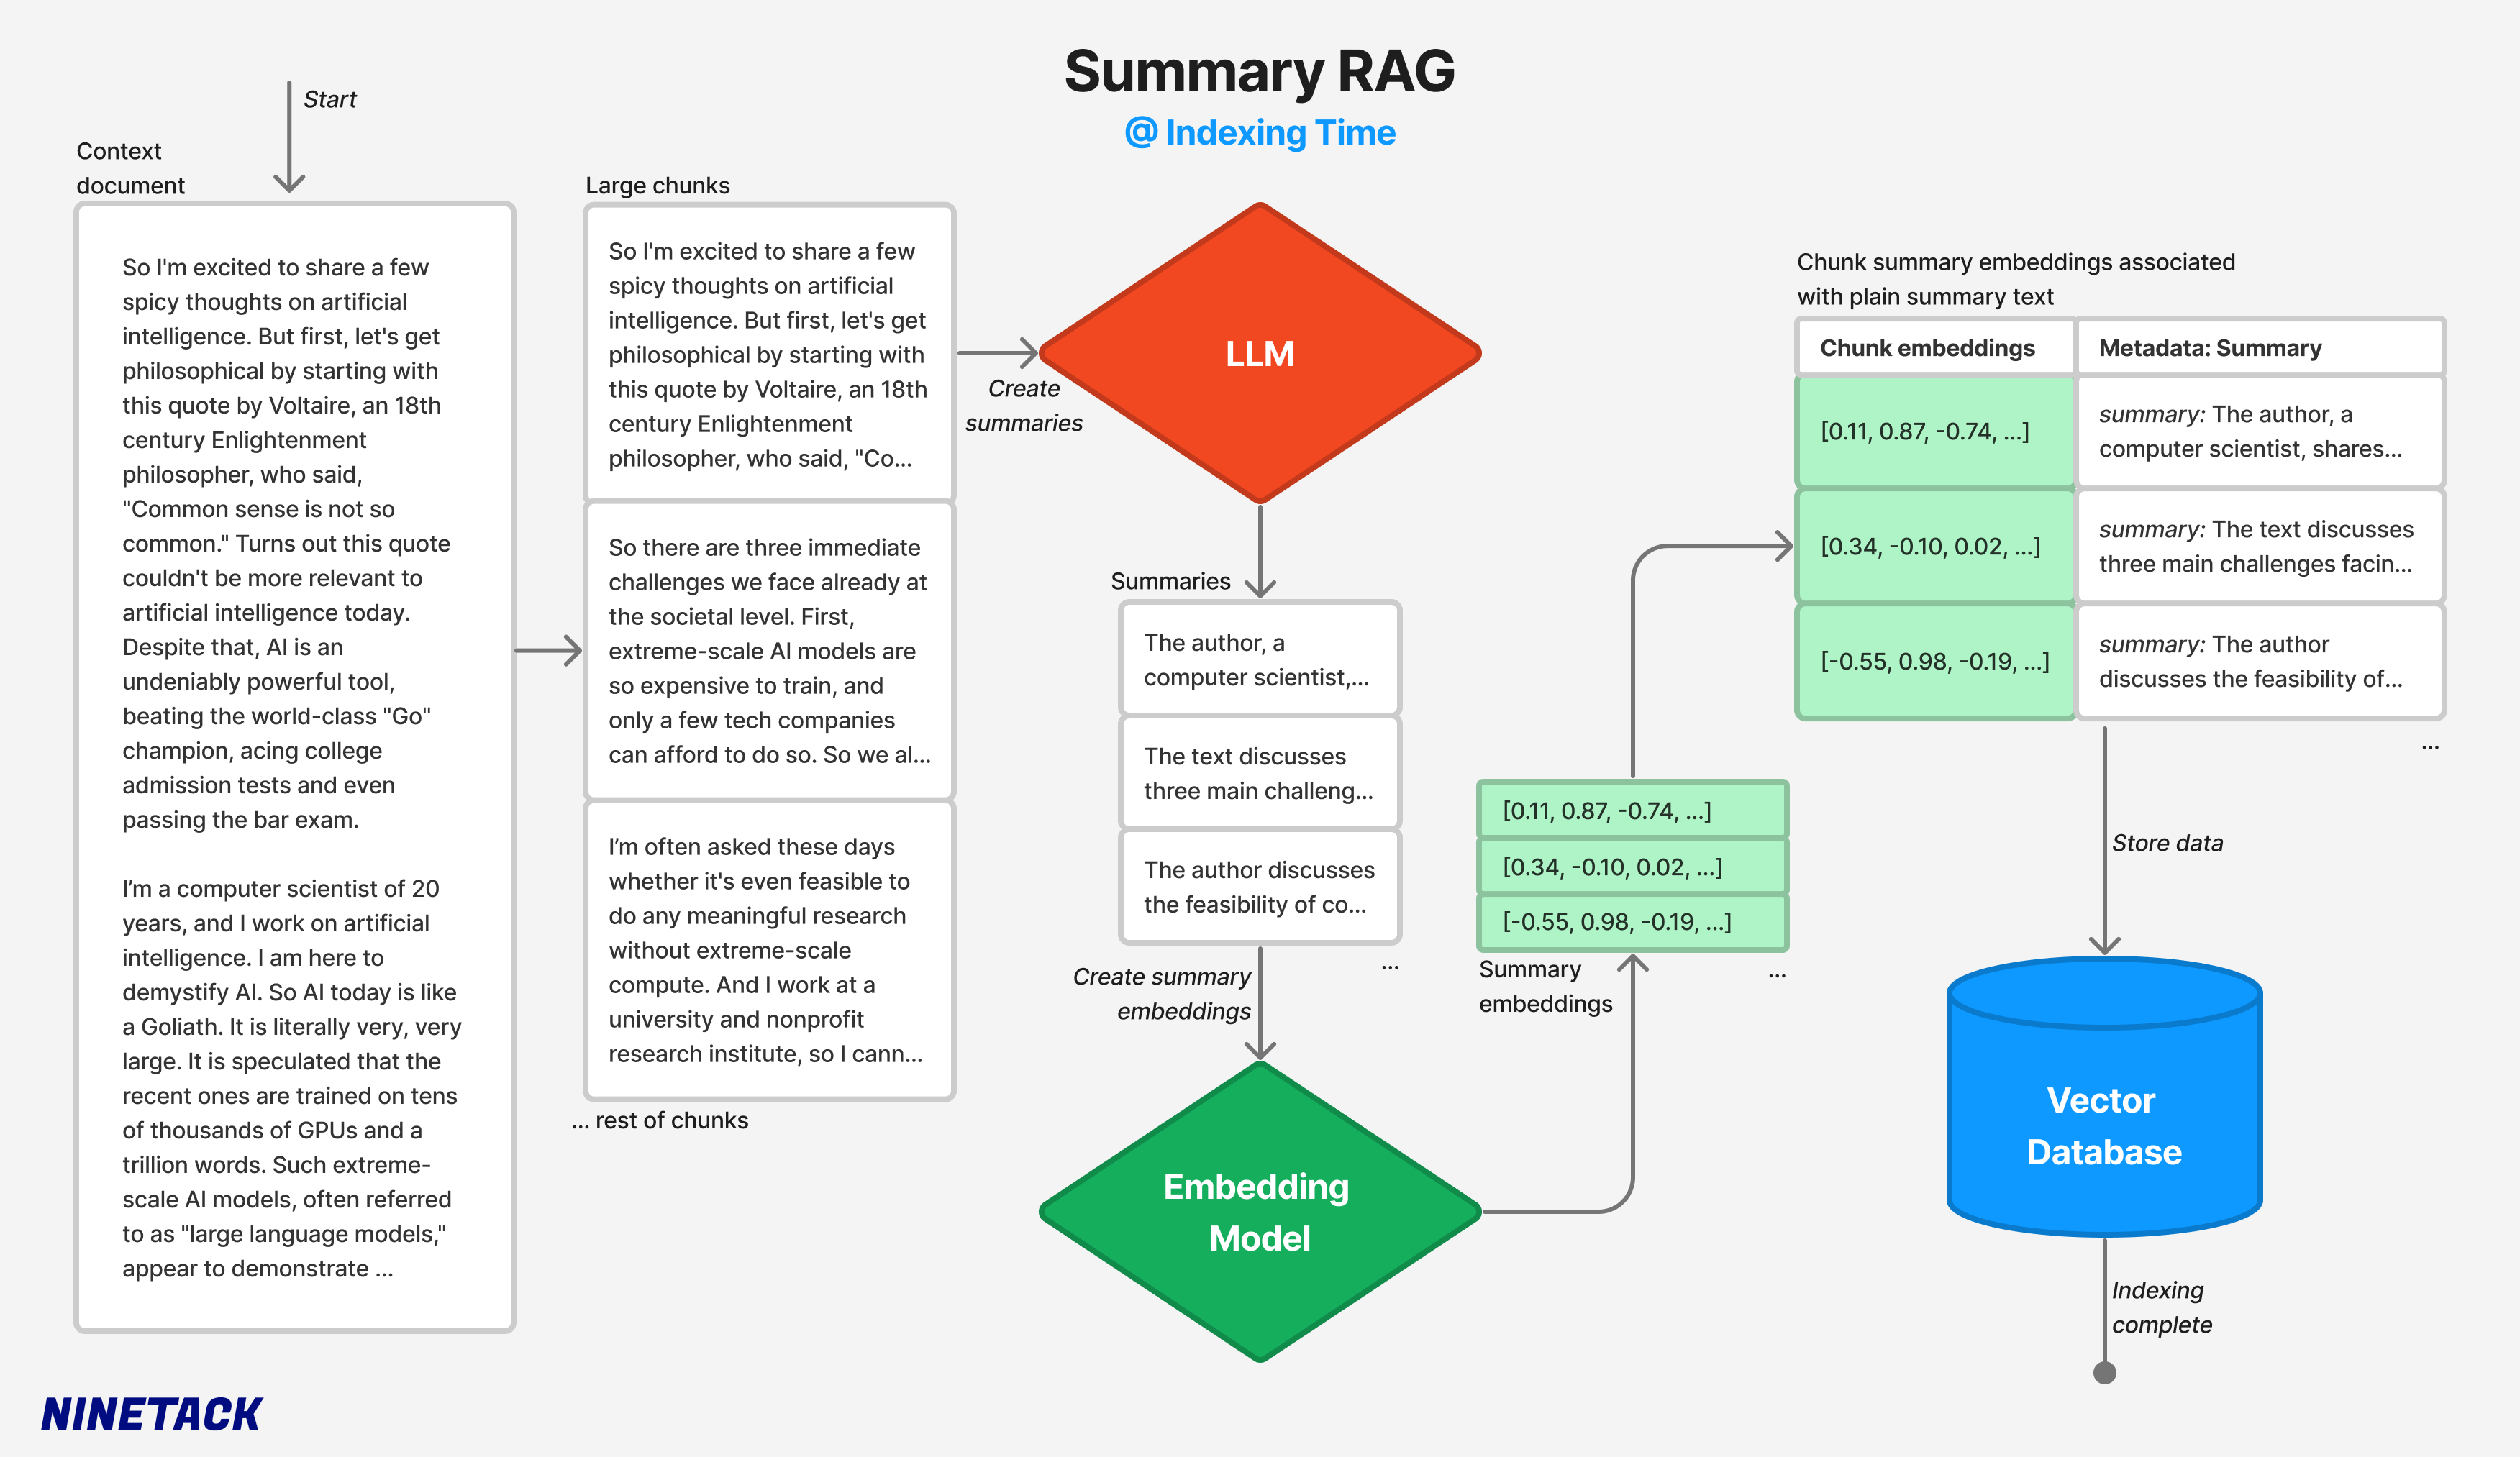 Summary RAG
@ Indexing Time
Start
Context
document
So I'm excited to share a few
spicy thoughts on artificial
intelligence. But first, let's get
philosophical by starting with
this quote by Voltaire, an 18th
century Enlightenment
philosopher, who said,
"Common sense is not so
common." Turns out this quote
couldn't be more relevant to
artificial intelligence today.
Despite that, AI is an
undeniably powerful tool,
beating the world-class "Go"
champion, acing college
admission tests and even
passing the bar exam.
I’m a computer scientist of 20
years, and I work on artificial
intelligence. I am here to
demystify AI. So AI today is like
a Goliath. It is literally very, very
large. It is speculated that the
recent ones are trained on tens
of thousands of GPUs and a
trillion words. Such extreme-
scale AI models, often referred
to as "large language models,"
appear to demonstrate ...
Large chunks
So I'm excited to share a few
spicy thoughts on artificial
intelligence. But first, let's get
philosophical by starting with
this quote by Voltaire, an 18th
century Enlightenment
philosopher, who said, "Co...
So there are three immediate
challenges we face already at
the societal level. First,
extreme-scale AI models are
so expensive to train, and
only a few tech companies
can afford to do so. So we al...
I’m often asked these days
whether it's even feasible to
do any meaningful research
without extreme-scale
compute. And I work at a
university and nonprofit
research institute, so I cann...
... rest of chunks
Create
summaries
LLM
Summaries
The author, a
computer scientist,...
The text discusses
three main challeng...
The author discusses
the feasibility of co...
...
Create summary
embeddings
Embedding
Model
[0.11, 0.87, -0.74, ...]
[0.34, -0.10, 0.02, ...]
[-0.55, 0.98, -0.19, ...]
Summary
embeddings
...
Chunk summary embeddings associated
with plain summary text
Chunk embeddings
Metadata: Summary
[0.11, 0.87, -0.74, ...]
summary: The author, a
computer scientist, shares...
[0.34, -0.10, 0.02, ...]
summary: The text discusses
three main challenges facin...
[-0.55, 0.98, -0.19, ...]
summary: The author
discusses the feasibility of...
...
Store data
Vector
Database
Indexing
complete
NINETACK